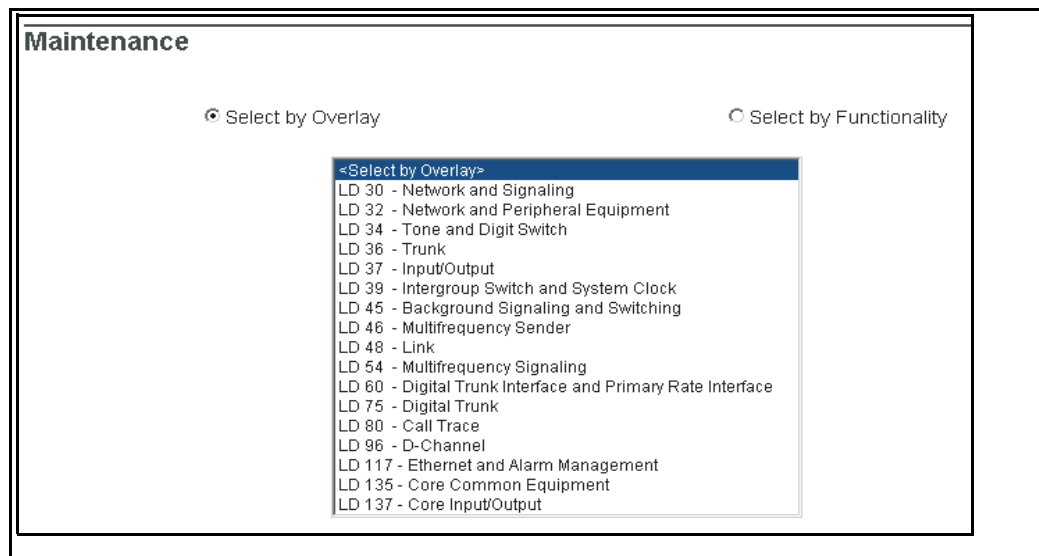 Maintenance
Select by Overlay Select by Functionality
<Select by Overlay>
LD 30 - Network and Signaling
LD 32 - Network and Peripheral Equipment
LD 34 - Tone and Digit Switch
LD 36 - Trunk
LD 37 - Input/Output
LD 39 - Intergroup Switch and System Clock
LD 45 - Background Signaling and Switching
LD 46 - Multifrequency Sender
LD 48 - Link
LD 54 - Multifrequency Signaling
LD 60 - Digital Trunk Interface and Primary Rate Interface
LD 75 - Digital Trunk
LD 80 - Call Trace
LD 96 - D-Channel
LD 117 - Ethernet and Alarm Management
LD 135 - Core Common Equipment
LD 137 - Core Input/Output